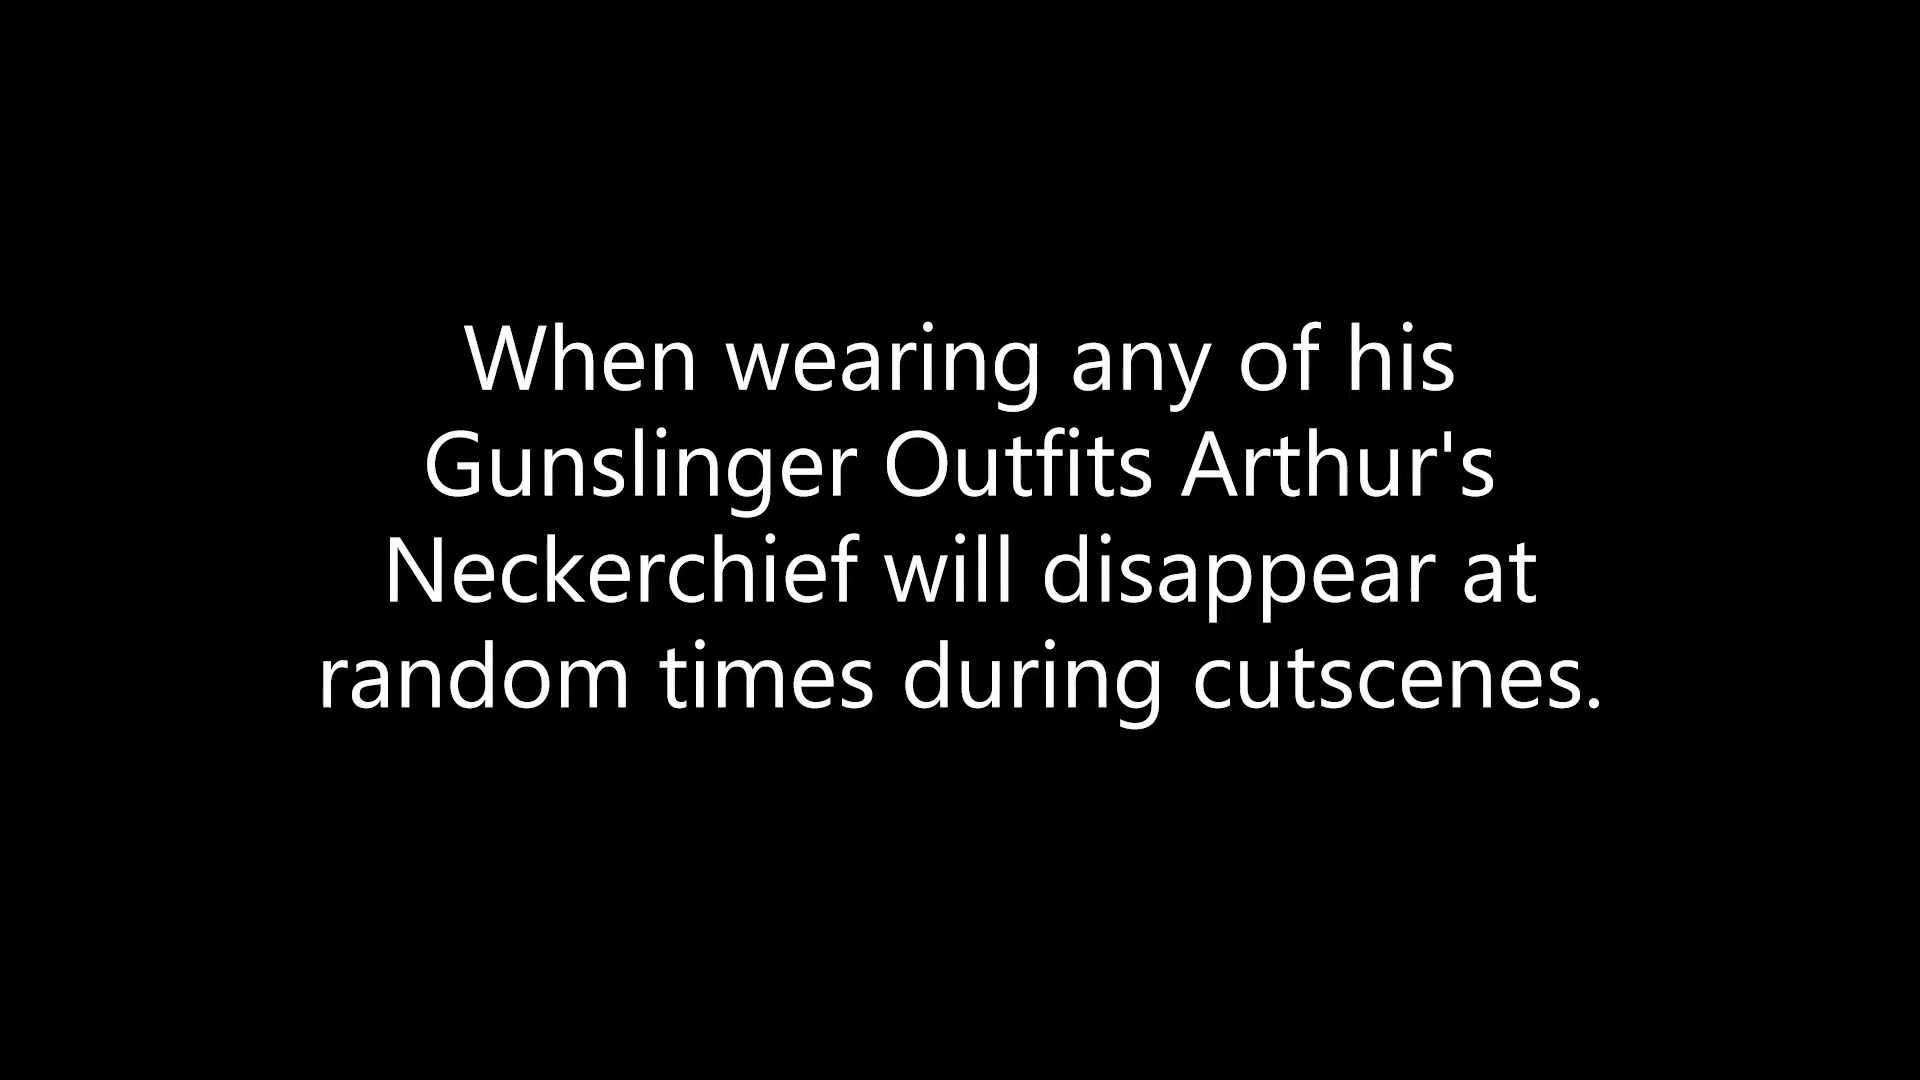 When wearing any of his
Gunslinger Outfits Arthur's
Neckerchief will disappear at
random times during cutscenes.